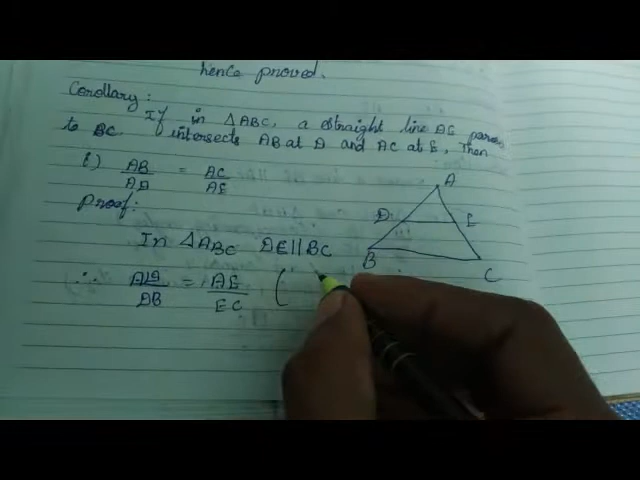 hence proved.
Corollary:
If in ΔABC, a straight line DE
to BC intersects AB at D and AC at E, then
i) AB/AD = AC/AE
Proof:
In ΔABC DE||BC
∴ AD/DB = AE/EC (
A
D E
B
C